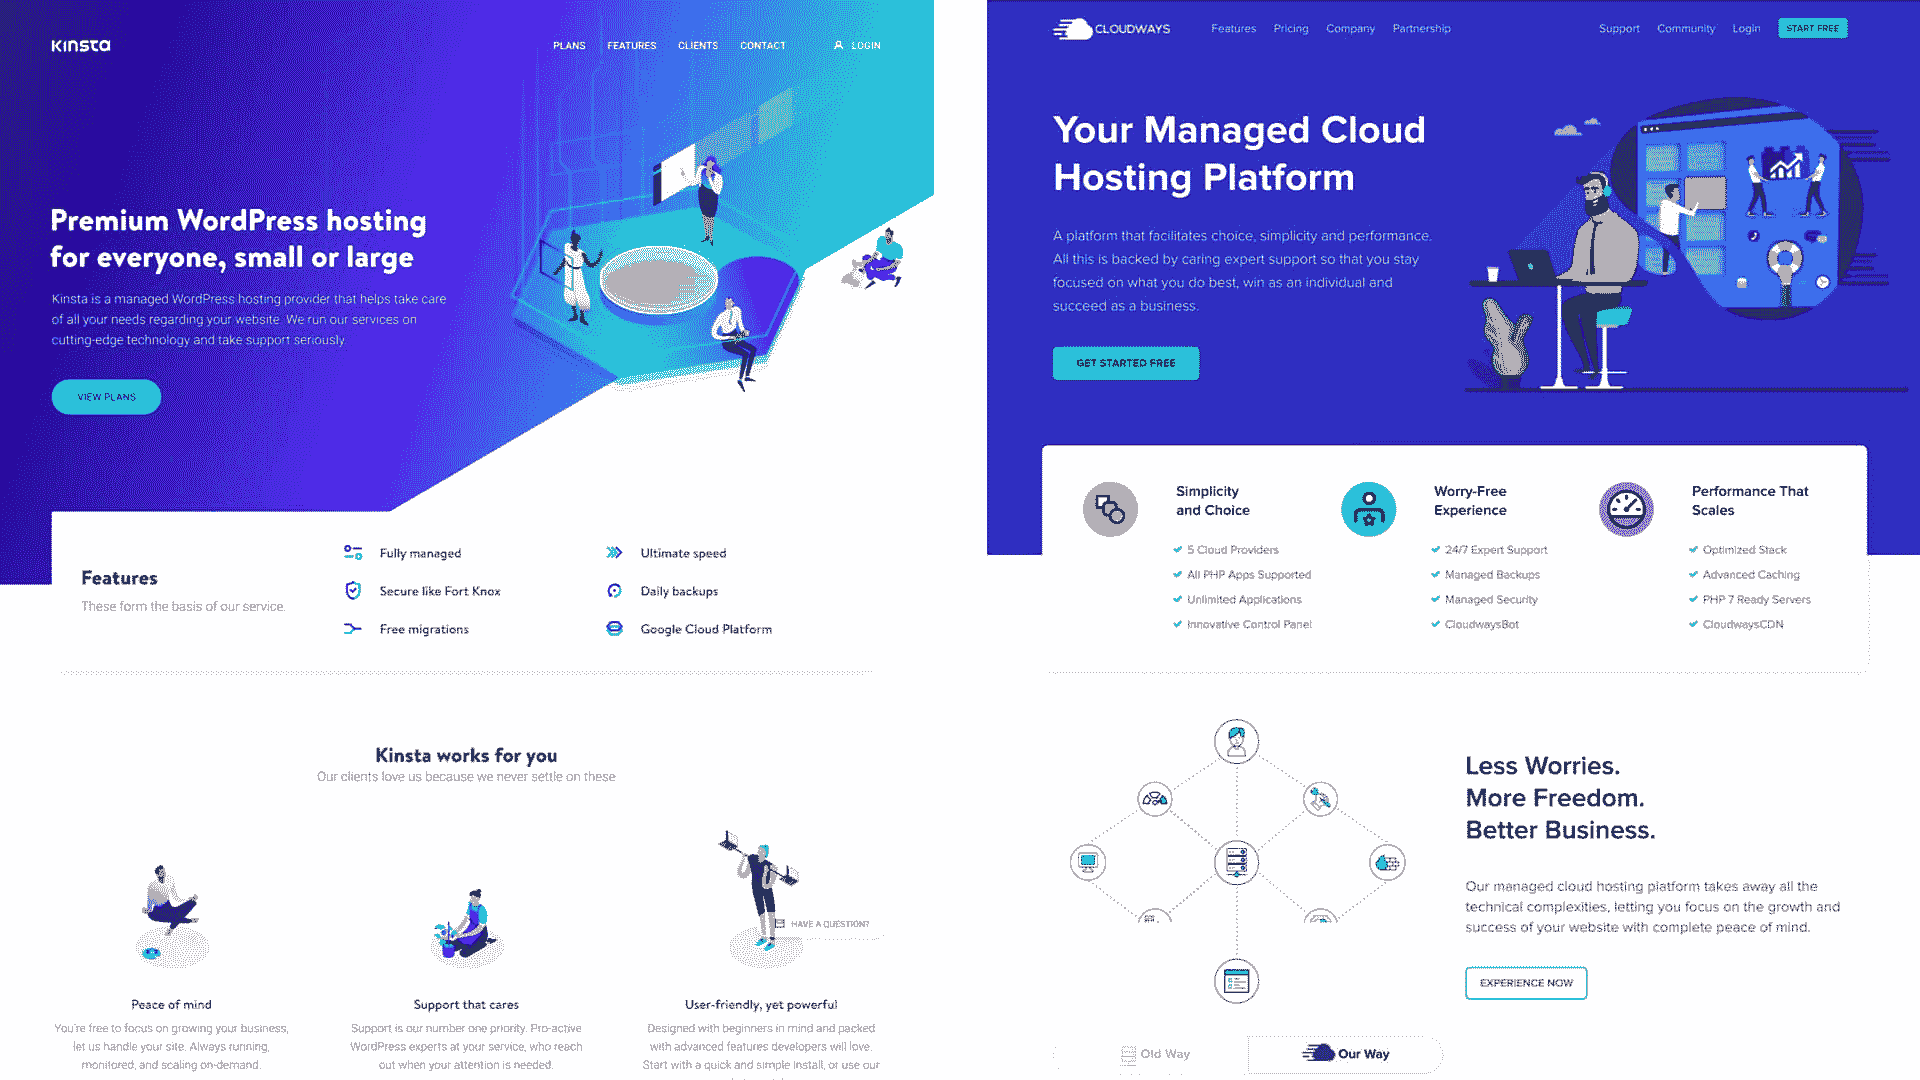 KINSTA
PLANS FEATURES CLIENTS CONTACT LOGIN
Premium WordPress hosting
for everyone, small or large
Kinsta is a managed WordPress hosting provider that helps take care
of all your needs regarding your website. We run our services on
cutting-edge technology and take support seriously.
VIEW PLANS
Features
These form the basis of our service.
Fully managed
Secure like Fort Knox
Free migrations
Ultimate speed
Daily backups
Google Cloud Platform
Kinsta works for you
Our clients love us because we never settle on these
HAVE A QUESTION?
Peace of mind
You're free to focus on growing your business,
let us handle your site. Always running,
monitored, and scaling on-demand.
Support that cares
Support is our number one priority. Pro-active
WordPress experts at your service, who reach
out when your attention is needed.
User-friendly, yet powerful
Designed with beginners in mind and packed
with advanced features developers will love.
Start with a quick and simple install, or use our
CLOUDWAYS
Features Pricing Company Partnership
Support Community Login START FREE
Your Managed Cloud
Hosting Platform
A platform that facilitates choice, simplicity and performance.
All this is backed by caring expert support so that you stay
focused on what you do best, win as an individual and
succeed as a business.
GET STARTED FREE
Simplicity
and Choice
5 Cloud Providers
All PHP Apps Supported
Unlimited Applications
Innovative Control Panel
Worry-Free
Experience
24/7 Expert Support
Managed Backups
Managed Security
CloudwaysBot
Performance That
Scales
Optimized Stack
Advanced Caching
PHP 7 Ready Servers
CloudwaysCDN
Less Worries.
More Freedom.
Better Business.
Our managed cloud hosting platform takes away all the
technical complexities, letting you focus on the growth and
success of your website with complete peace of mind.
EXPERIENCE NOW
Old Way
Our Way